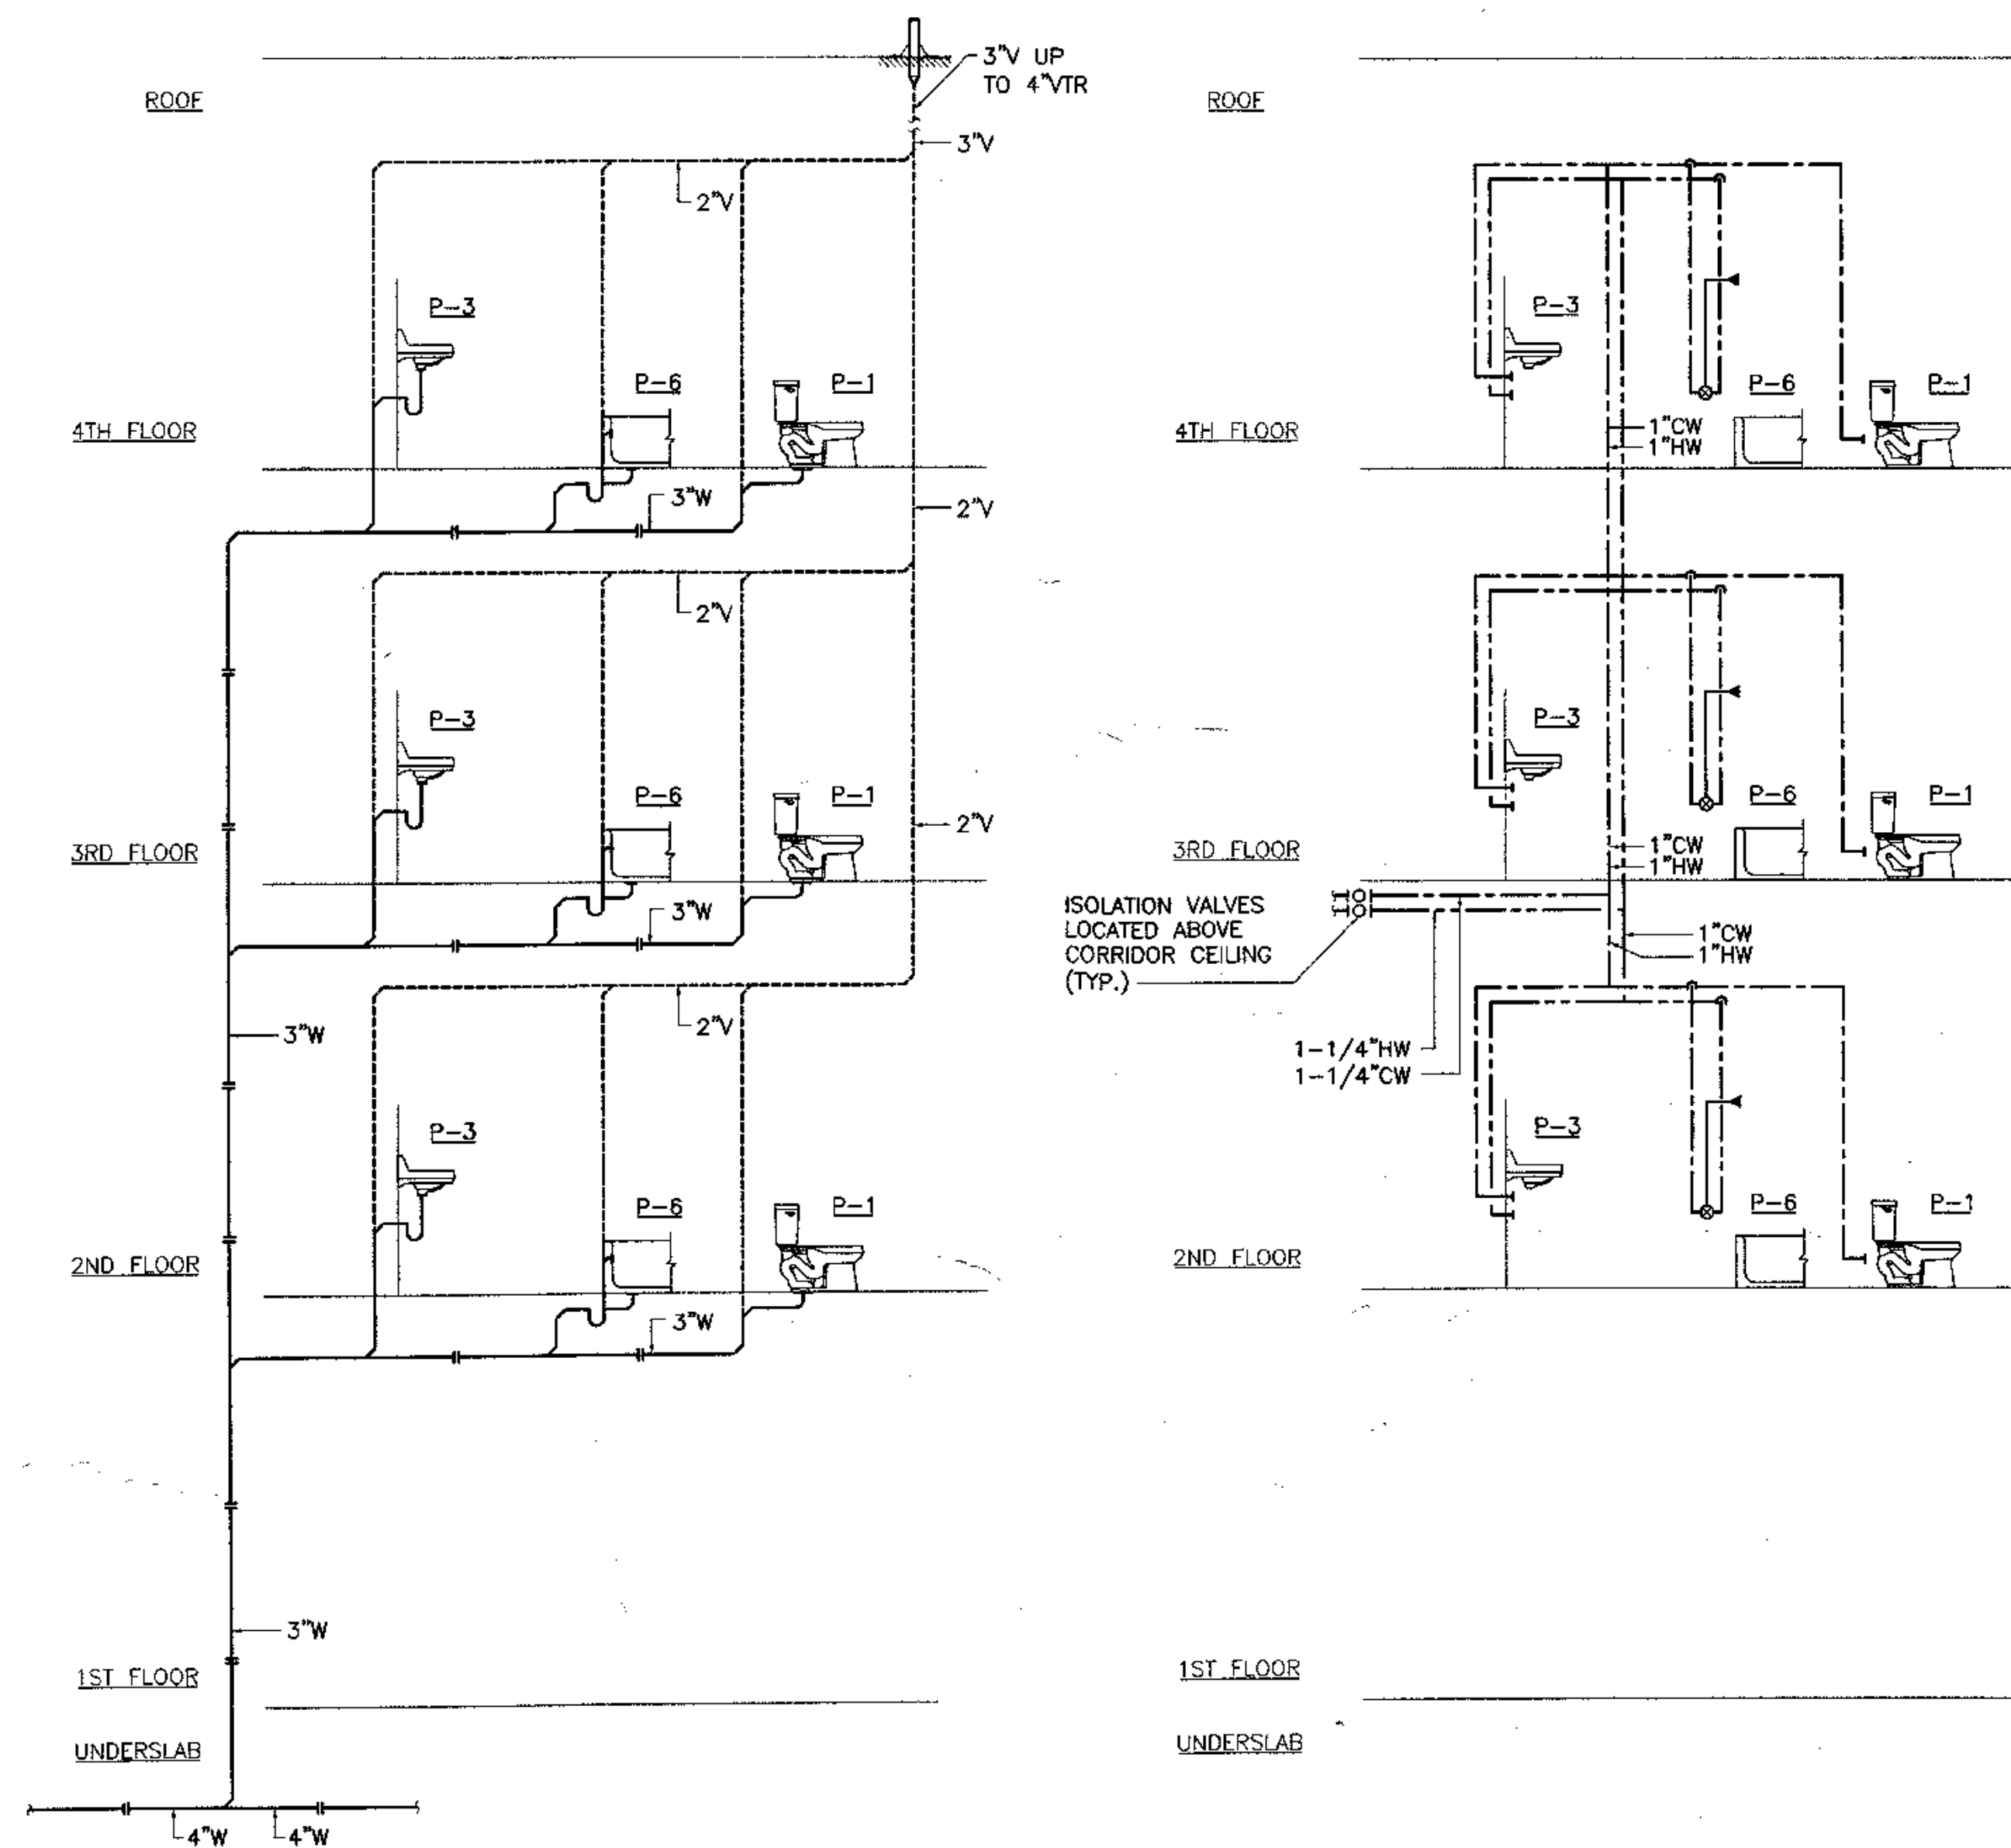 3"V UP
TO 4"VTR
ROOF
3"V
2"V
P-3
P-6
P-1
4TH FLOOR
3"W
2"V
2"V
P-3
P-6
P-1
2"V
3RD FLOOR
3"W
2"V
3"W
P-3
P-6
P-1
2ND FLOOR
3"W
3"W
1ST FLOOR
UNDERSLAB
4"W
4"W
ROOF
P-3
P-6
P-1
4TH FLOOR
1"CW
1"HW
P-3
P-6
P-1
3RD FLOOR
1"CW
1"HW
ISOLATION VALVES
LOCATED ABOVE
CORRIDOR CEILING
(TYP.)
1"CW
1"HW
1-1/4"HW
1-1/4"CW
P-3
P-6
P-1
2ND FLOOR
1ST FLOOR
UNDERSLAB